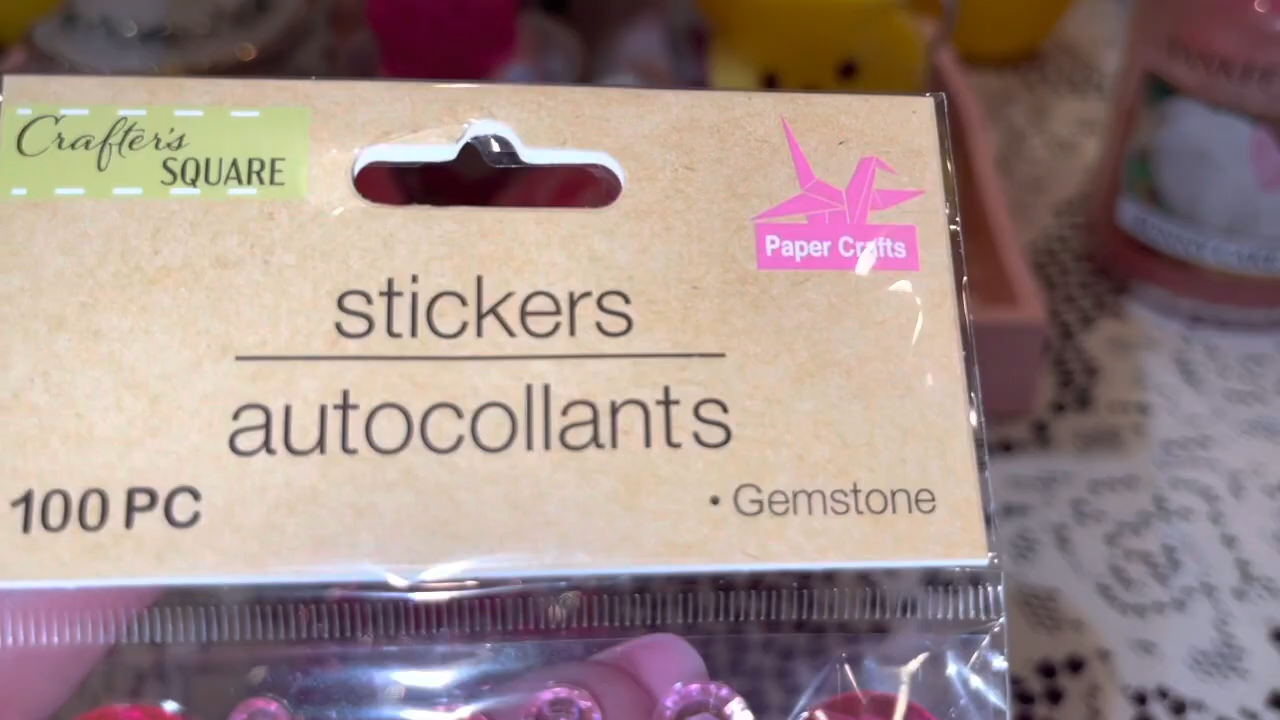 Crafter's
SQUARE
Paper Crafts
stickers
autocollants
100 PC
• Gemstone